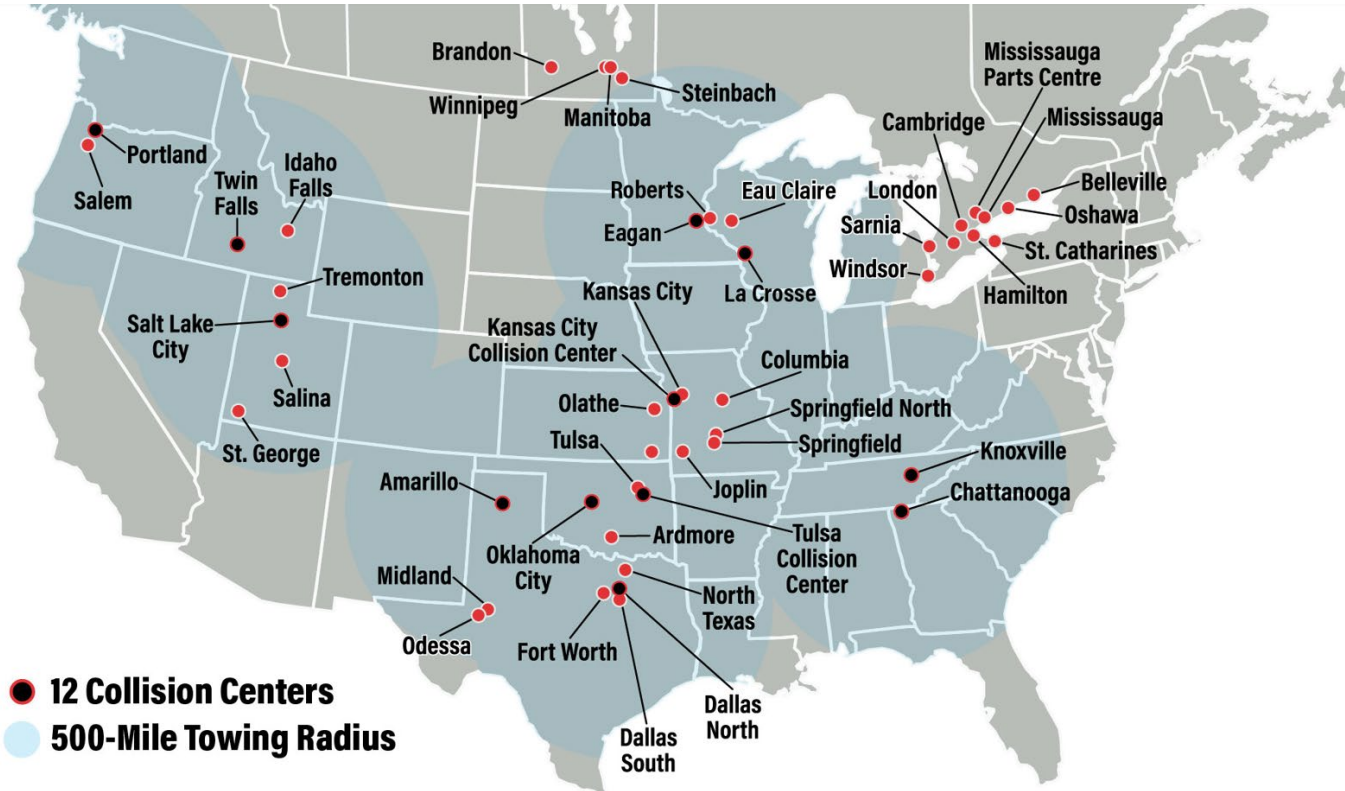 Brandon
Winnipeg
Manitoba
Steinbach
Mississauga
Parts Centre
Mississauga
Cambridge
London
Sarnia
Windsor
Belleville
Oshawa
St. Catharines
Hamilton
Portland
Salem
Twin
Falls
Idaho
Falls
Roberts
Eau Claire
Eagan
La Crosse
Tremonton
Salt Lake
City
Salina
St. George
Kansas City
Kansas City
Collision Center
Columbia
Olathe
Springfield North
Springfield
Tulsa
Joplin
Knoxville
Chattanooga
Amarillo
Oklahoma
City
Ardmore
Tulsa
Collision
Center
Midland
Odessa
Fort Worth
North
Texas
Dallas
North
Dallas
South
12 Collision Centers
500-Mile Towing Radius